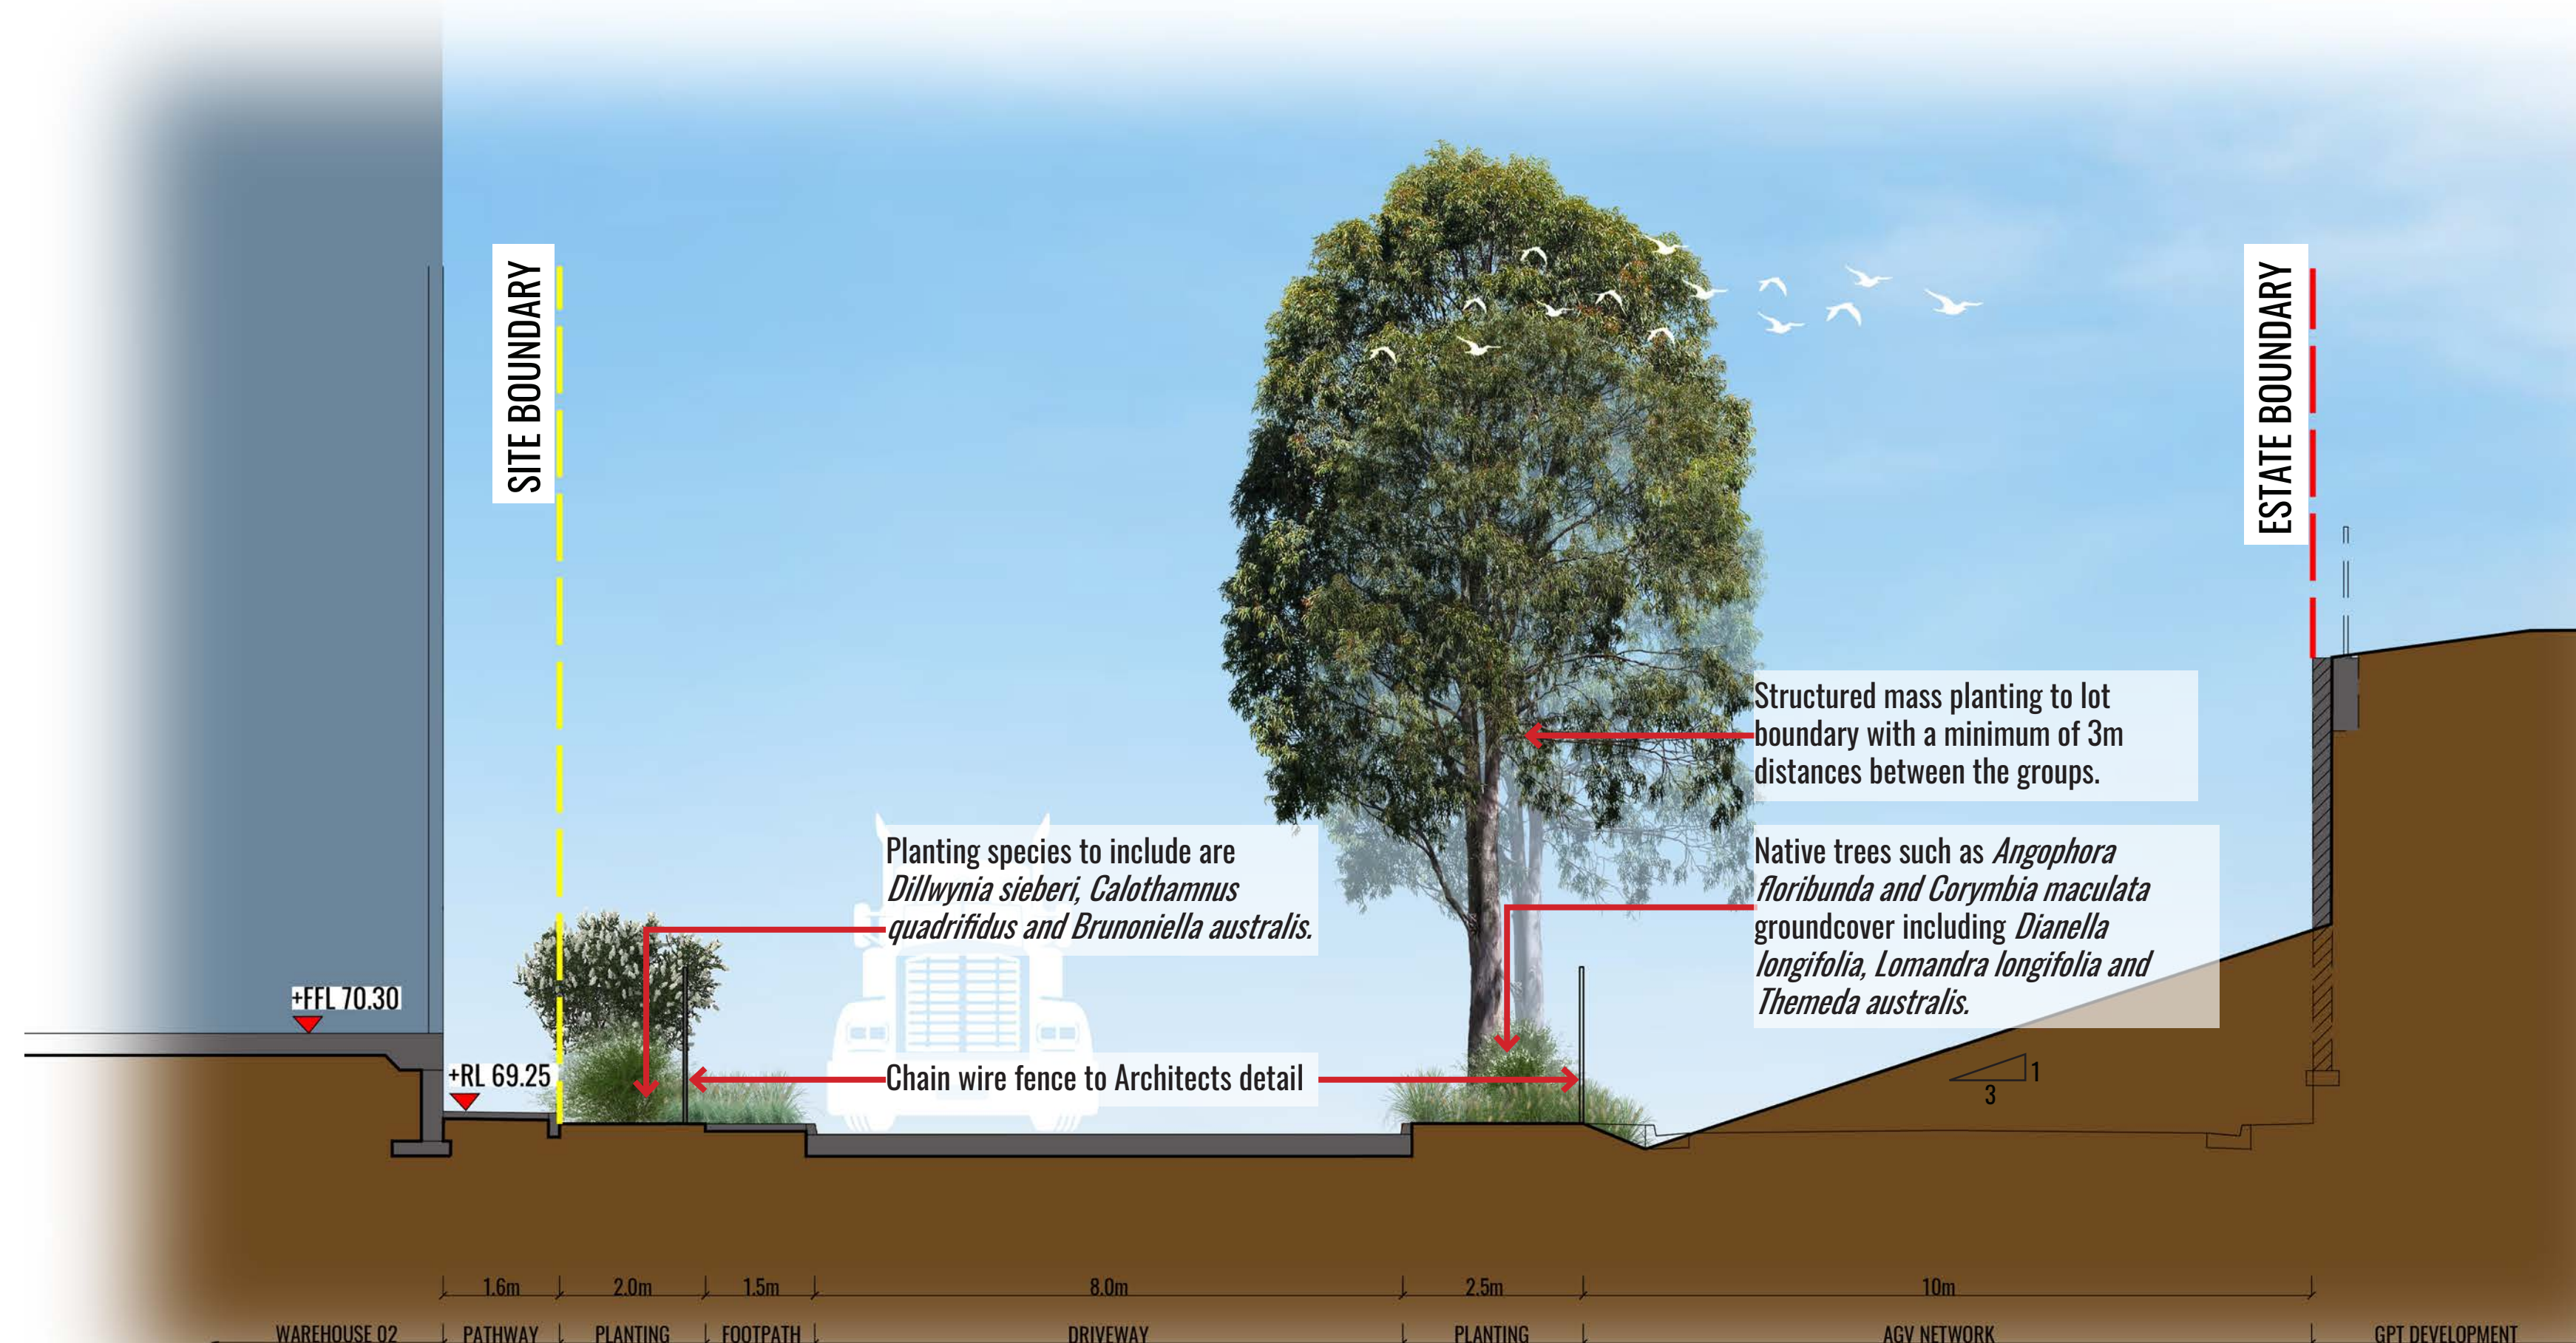 SITE BOUNDARY
ESTATE BOUNDARY
Structured mass planting to lot
boundary with a minimum of 3m
distances between the groups.
Planting species to include are
Dillwynia sieberi, Calothamnus
quadrifidus and Brunoniella australis.
Native trees such as Angophora
floribunda and Corymbia maculata
groundcover including Dianella
longifolia, Lomandra longifolia and
Themeda australis.
+FFL 70.30
+RL 69.25
Chain wire fence to Architects detail
1
3
1.6m 2.0m 1.5m 8.0m 2.5m 10m
WAREHOUSE 02 PATHWAY PLANTING FOOTPATH DRIVEWAY PLANTING AGV NETWORK GPT DEVELOPMENT